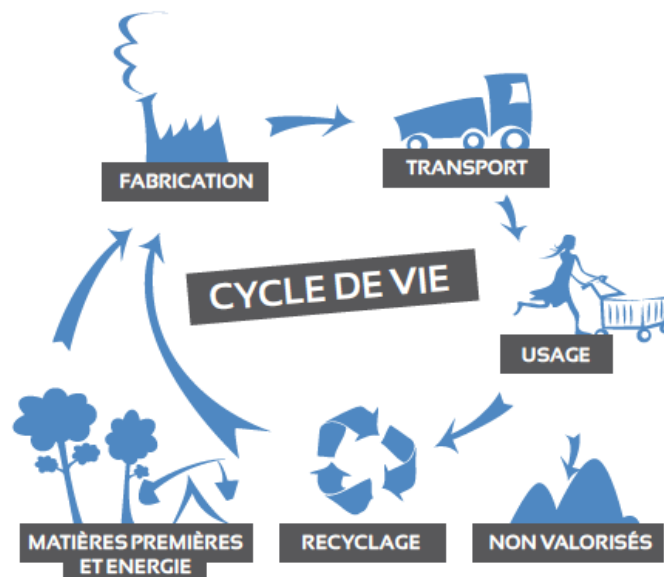 FABRICATION
TRANSPORT
CYCLE DE VIE
USAGE
MATIÈRES PREMIÈRES
ET ENERGIE
RECYCLAGE
NON VALORISÉS